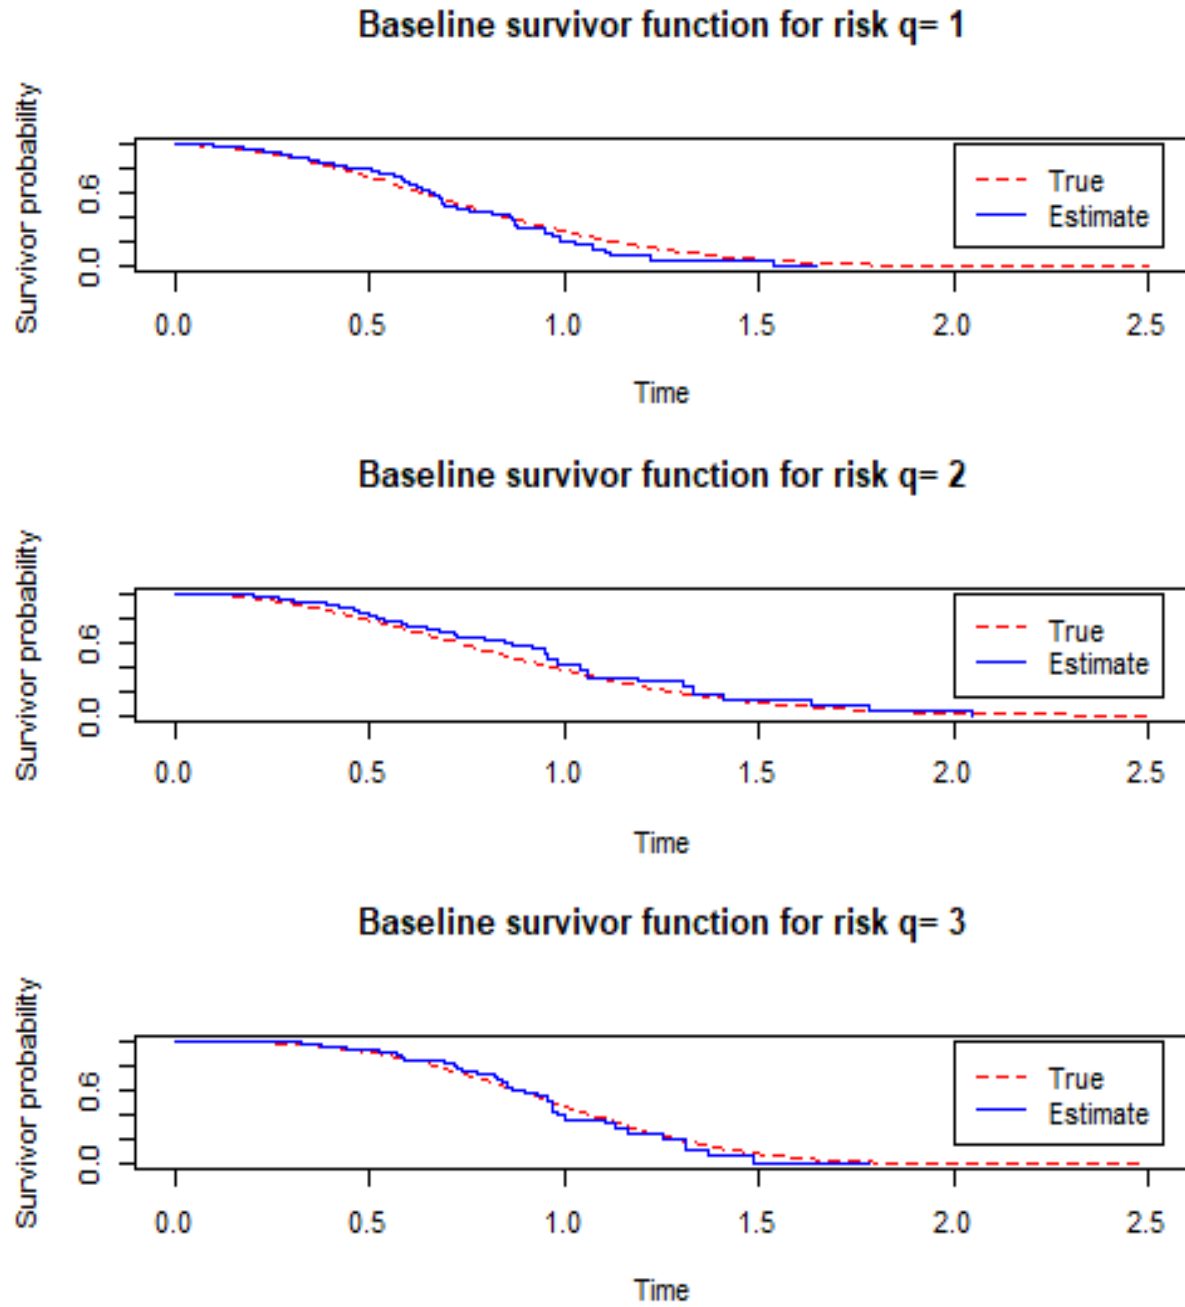 Baseline survivor function for risk q= 1
Survivor probability
0.6
0.0
True
Estimate
0.0 0.5 1.0 1.5 2.0 2.5
Time
Baseline survivor function for risk q= 2
Survivor probability
0.6
0.0
True
Estimate
0.0 0.5 1.0 1.5 2.0 2.5
Time
Baseline survivor function for risk q= 3
Survivor probability
0.6
0.0
True
Estimate
0.0 0.5 1.0 1.5 2.0 2.5
Time